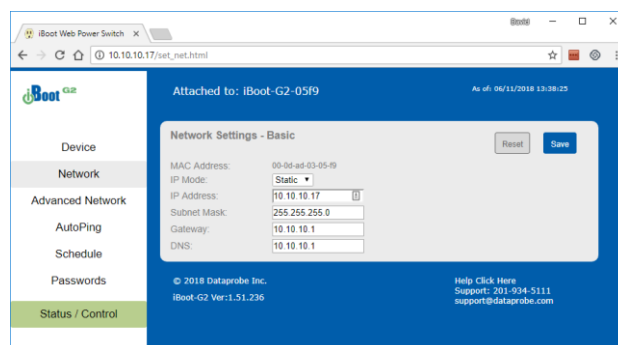 iBoot Web Power Switch
David
10.10.10.17/set_net.html
iBoot G2
Attached to: iBoot-G2-05f9
As of: 06/11/2018 13:38:25
Device
Network
Advanced Network
AutoPing
Schedule
Passwords
Status / Control
Network Settings - Basic
Reset
Save
MAC Address: 00-0d-ad-03-05-f9
IP Mode: Static
IP Address: 10.10.10.17
Subnet Mask: 255.255.255.0
Gateway: 10.10.10.1
DNS: 10.10.10.1
© 2018 Dataprobe Inc.
iBoot-G2 Ver:1.51.236
Help Click Here
Support: 201-934-5111
support@dataprobe.com